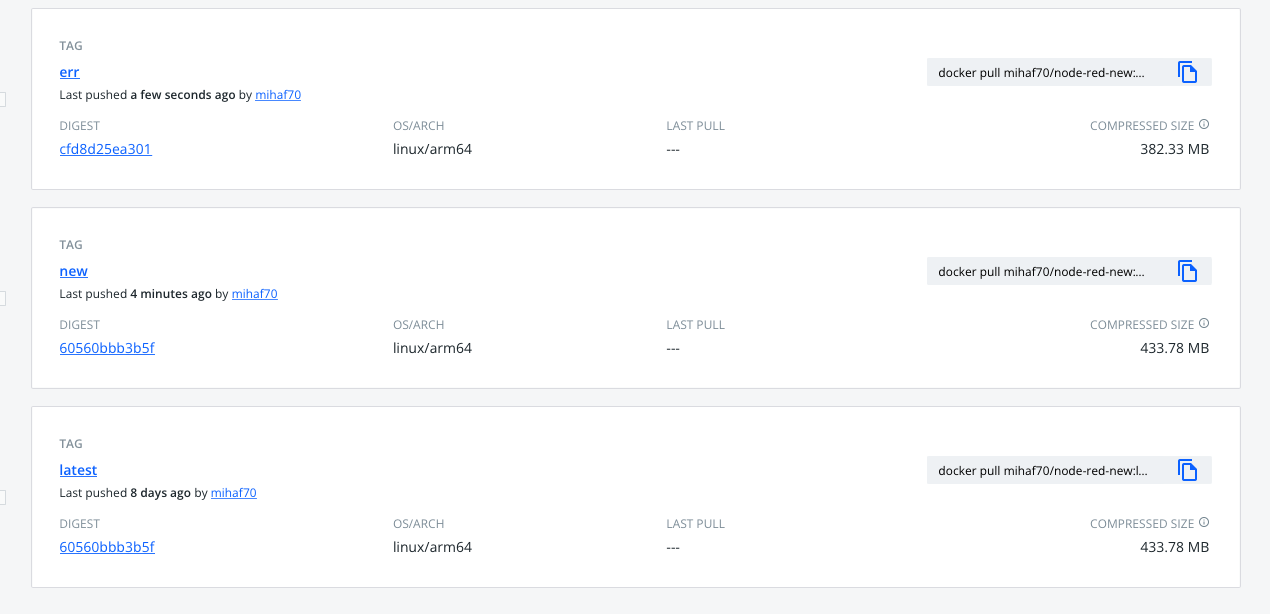 TAG
err
docker pull mihaf70/node-red-new:...
Last pushed a few seconds ago by mihaf70
DIGEST OS/ARCH LAST PULL COMPRESSED SIZE
cfd8d25ea301 linux/arm64 --- 382.33 MB
TAG
new
docker pull mihaf70/node-red-new:...
Last pushed 4 minutes ago by mihaf70
DIGEST OS/ARCH LAST PULL COMPRESSED SIZE
60560bbb3b5f linux/arm64 --- 433.78 MB
TAG
latest
docker pull mihaf70/node-red-new:l...
Last pushed 8 days ago by mihaf70
DIGEST OS/ARCH LAST PULL COMPRESSED SIZE
60560bbb3b5f linux/arm64 --- 433.78 MB